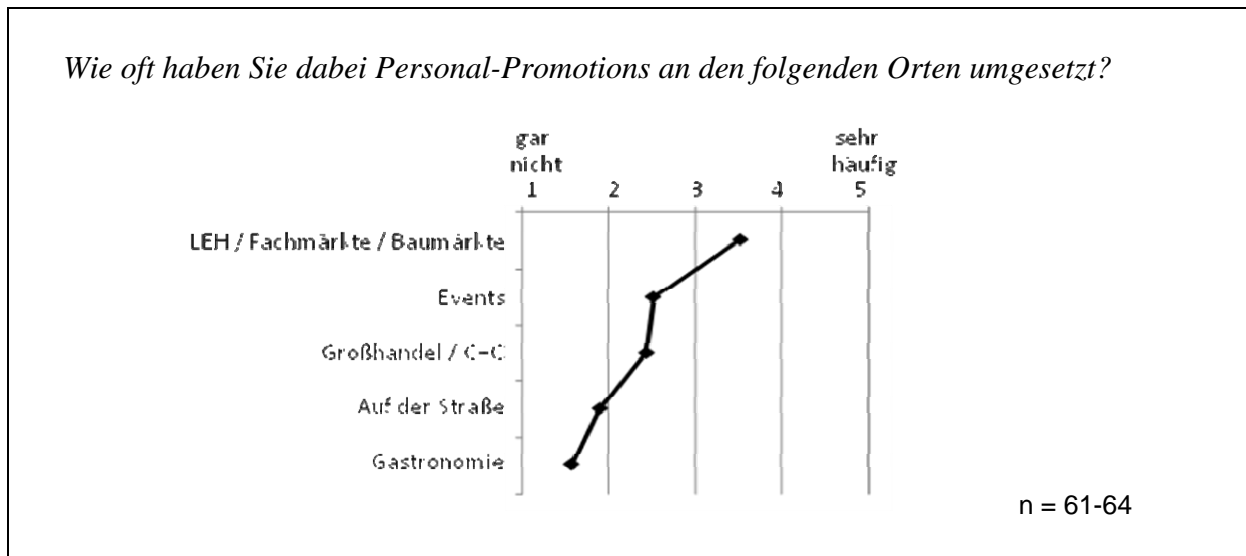 Wie oft haben Sie dabei Personal-Promotions an den folgenden Orten umgesetzt?
gar
nicht
sehr
häufig
1 2 3 4 5
LEH / Fachmärkte / Baumärkte
Events
Großhandel / C-C
Auf der Straße
Gastronomie
n = 61-64